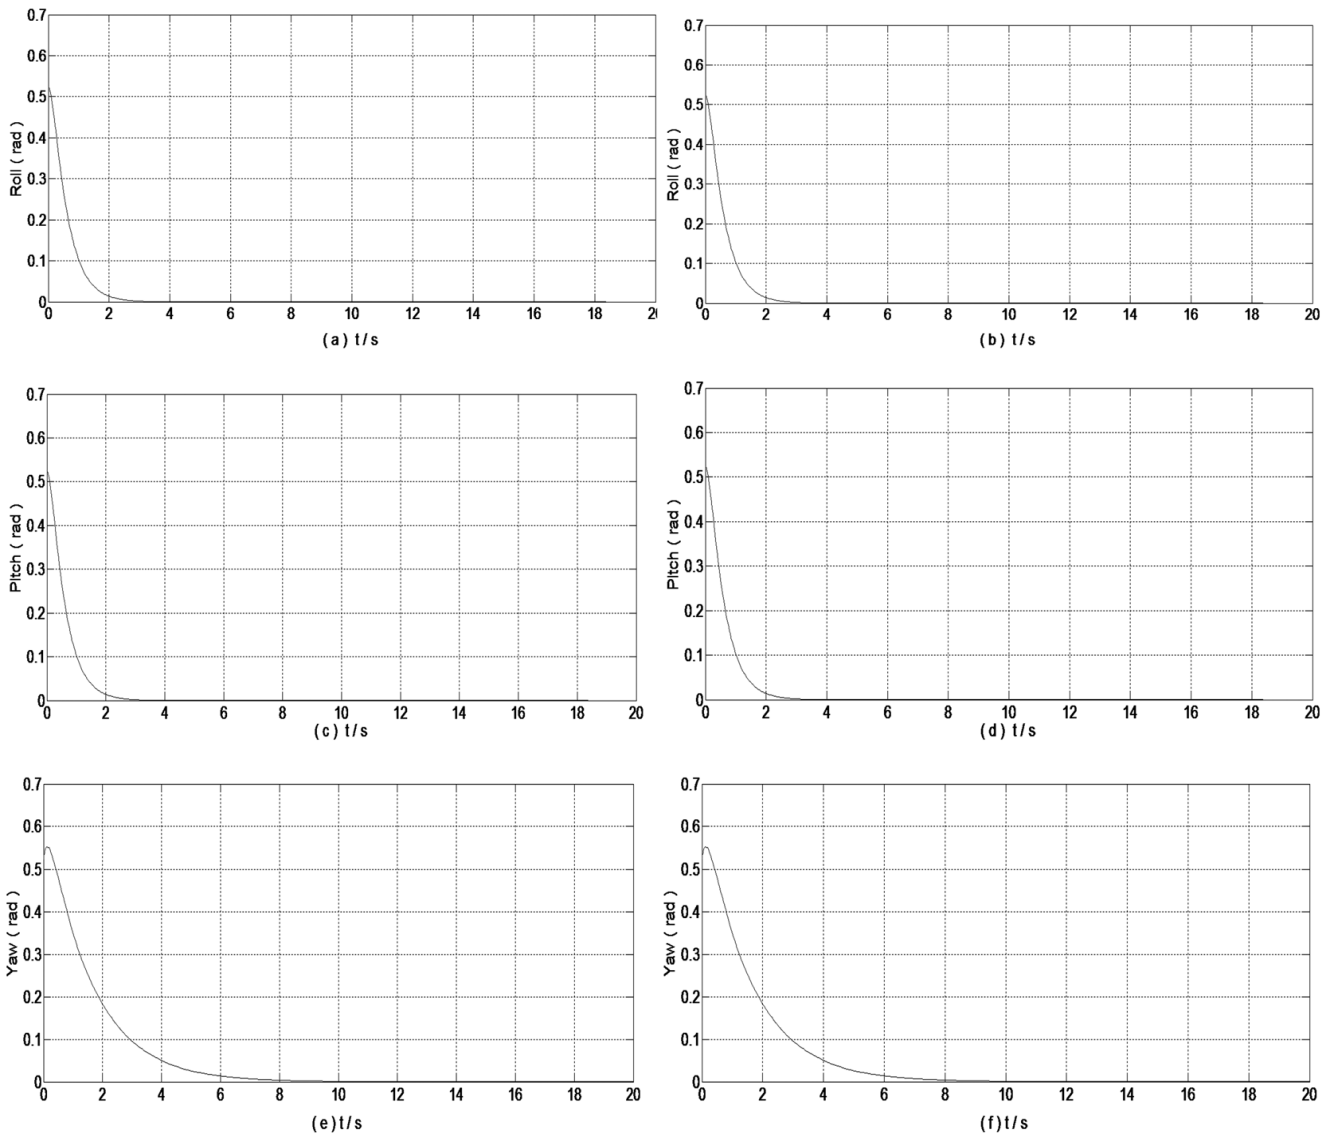 0.7
0.6
0.5
0.4
0.3
0.2
0.1
0
Roll ( rad )
0 2 4 6 8 10 12 14 16 18 20
( a ) t / s
0.7
0.6
0.5
0.4
0.3
0.2
0.1
0
Roll ( rad )
0 2 4 6 8 10 12 14 16 18 20
( b ) t / s
0.7
0.6
0.5
0.4
0.3
0.2
0.1
0
Pitch ( rad )
0 2 4 6 8 10 12 14 16 18 20
( c ) t / s
0.7
0.6
0.5
0.4
0.3
0.2
0.1
0
Pitch ( rad )
0 2 4 6 8 10 12 14 16 18 20
( d ) t / s
0.7
0.6
0.5
0.4
0.3
0.2
0.1
0
Yaw ( rad )
0 2 4 6 8 10 12 14 16 18 20
( e ) t / s
0.7
0.6
0.5
0.4
0.3
0.2
0.1
0
Yaw ( rad )
0 2 4 6 8 10 12 14 16 18 20
( f ) t / s